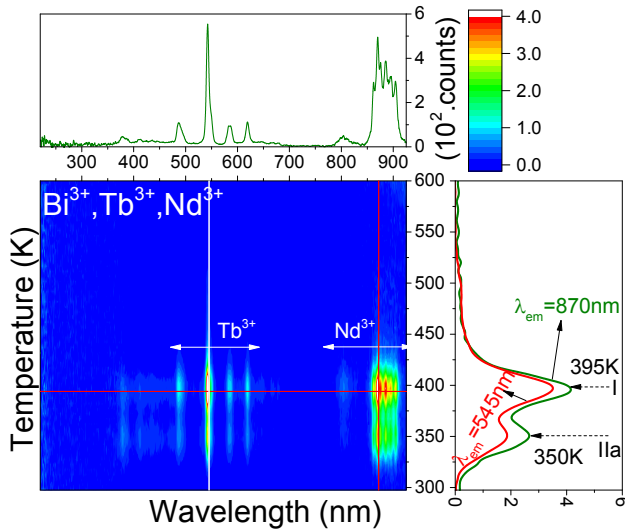 6
4
2
0
300 400 500 600 700 800 900
(10².counts)
4.0
3.0
2.0
1.0
0.0
Bi³⁺,Tb³⁺,Nd³⁺
Tb³⁺
Nd³⁺
Temperature (K)
Wavelength (nm)
600
550
500
450
400
350
300
λem=870nm
395K
I
λem=545nm
IIa
350K
0 2 4 6